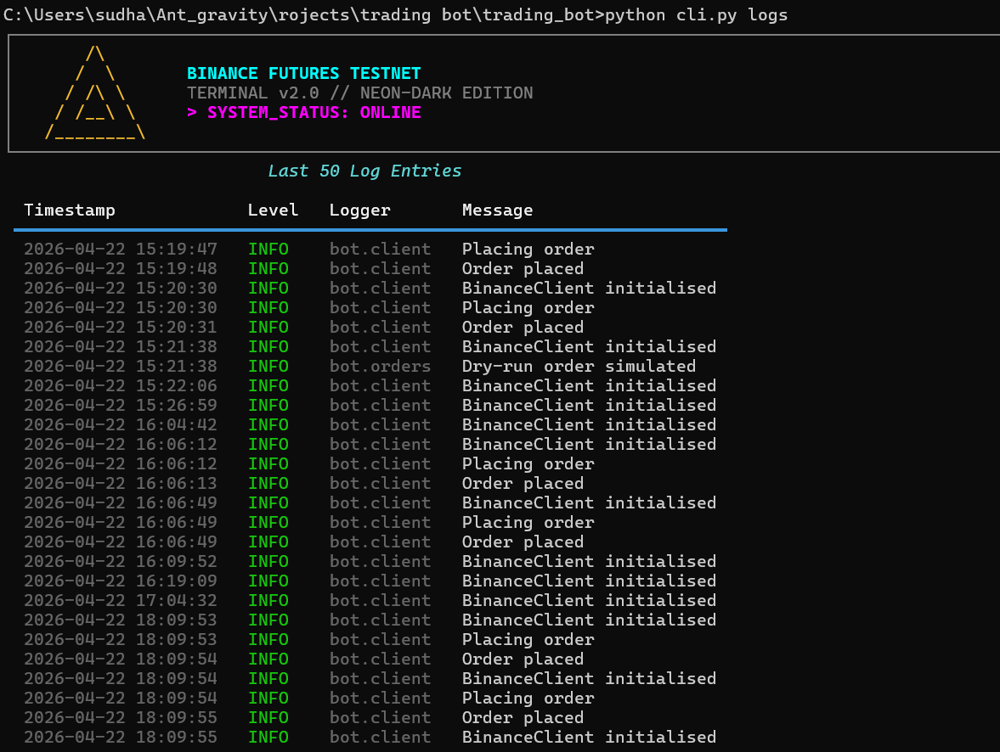 C:\Users\sudha\Ant_gravity\rojects\trading bot\trading_bot>python cli.py logs
BINANCE FUTURES TESTNET
TERMINAL v2.0 // NEON-DARK EDITION
> SYSTEM_STATUS: ONLINE
Last 50 Log Entries
Timestamp Level Logger Message
2026-04-22 15:19:47 INFO bot.client Placing order
2026-04-22 15:19:48 INFO bot.client Order placed
2026-04-22 15:20:30 INFO bot.client BinanceClient initialised
2026-04-22 15:20:30 INFO bot.client Placing order
2026-04-22 15:20:31 INFO bot.client Order placed
2026-04-22 15:21:38 INFO bot.client BinanceClient initialised
2026-04-22 15:21:38 INFO bot.orders Dry-run order simulated
2026-04-22 15:22:06 INFO bot.client BinanceClient initialised
2026-04-22 15:26:59 INFO bot.client BinanceClient initialised
2026-04-22 16:04:42 INFO bot.client BinanceClient initialised
2026-04-22 16:06:12 INFO bot.client BinanceClient initialised
2026-04-22 16:06:12 INFO bot.client Placing order
2026-04-22 16:06:13 INFO bot.client Order placed
2026-04-22 16:06:49 INFO bot.client BinanceClient initialised
2026-04-22 16:06:49 INFO bot.client Placing order
2026-04-22 16:06:49 INFO bot.client Order placed
2026-04-22 16:09:52 INFO bot.client BinanceClient initialised
2026-04-22 16:19:09 INFO bot.client BinanceClient initialised
2026-04-22 17:04:32 INFO bot.client BinanceClient initialised
2026-04-22 18:09:53 INFO bot.client BinanceClient initialised
2026-04-22 18:09:53 INFO bot.client Placing order
2026-04-22 18:09:54 INFO bot.client Order placed
2026-04-22 18:09:54 INFO bot.client BinanceClient initialised
2026-04-22 18:09:54 INFO bot.client Placing order
2026-04-22 18:09:55 INFO bot.client Order placed
2026-04-22 18:09:55 INFO bot.client BinanceClient initialised